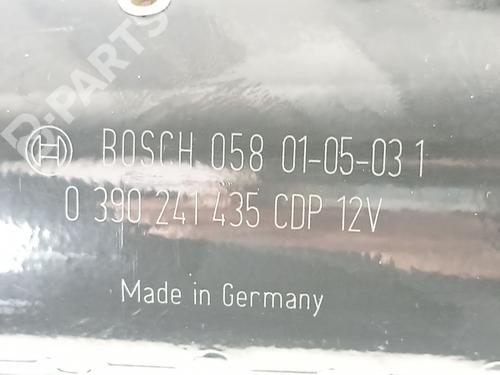 B-PARTS
BOSCH 058 01-05-03 1
0 390 241 435 CDP 12V
Made in Germany